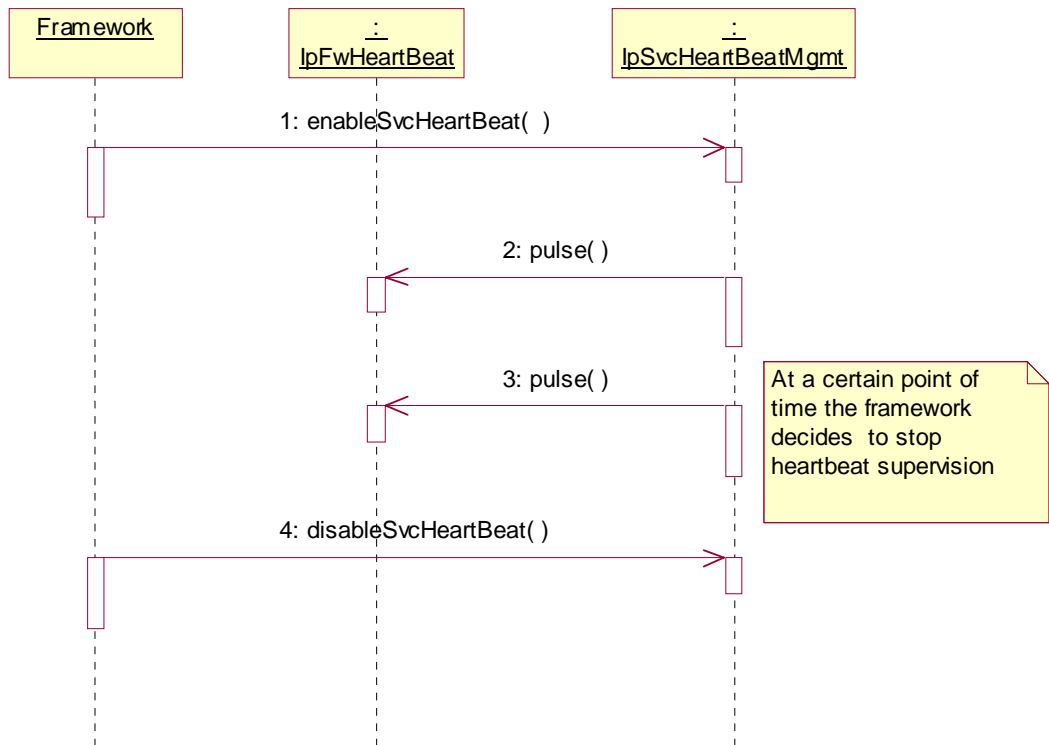 Framework
:
IpFwHeartBeat
:
IpSvcHeartBeatMgmt
1: enableSvcHeartBeat(  )
2: pulse( )
3: pulse( )
At a certain point of
time the framework
decides  to stop
heartbeat supervision
4: disableSvcHeartBeat( )